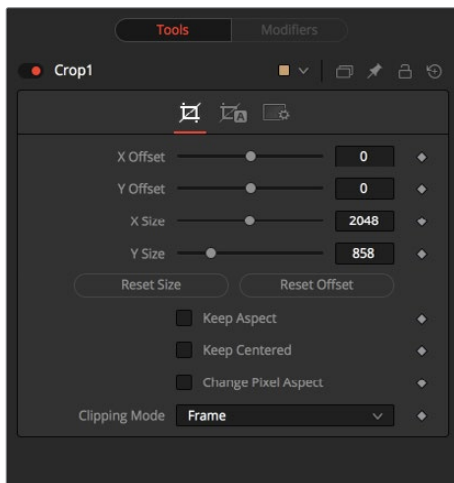 Tools
Modifiers
Crop1
A
X Offset 0
Y Offset 0
X Size 2048
Y Size 858
Reset Size
Reset Offset
Keep Aspect
Keep Centered
Change Pixel Aspect
Clipping Mode Frame